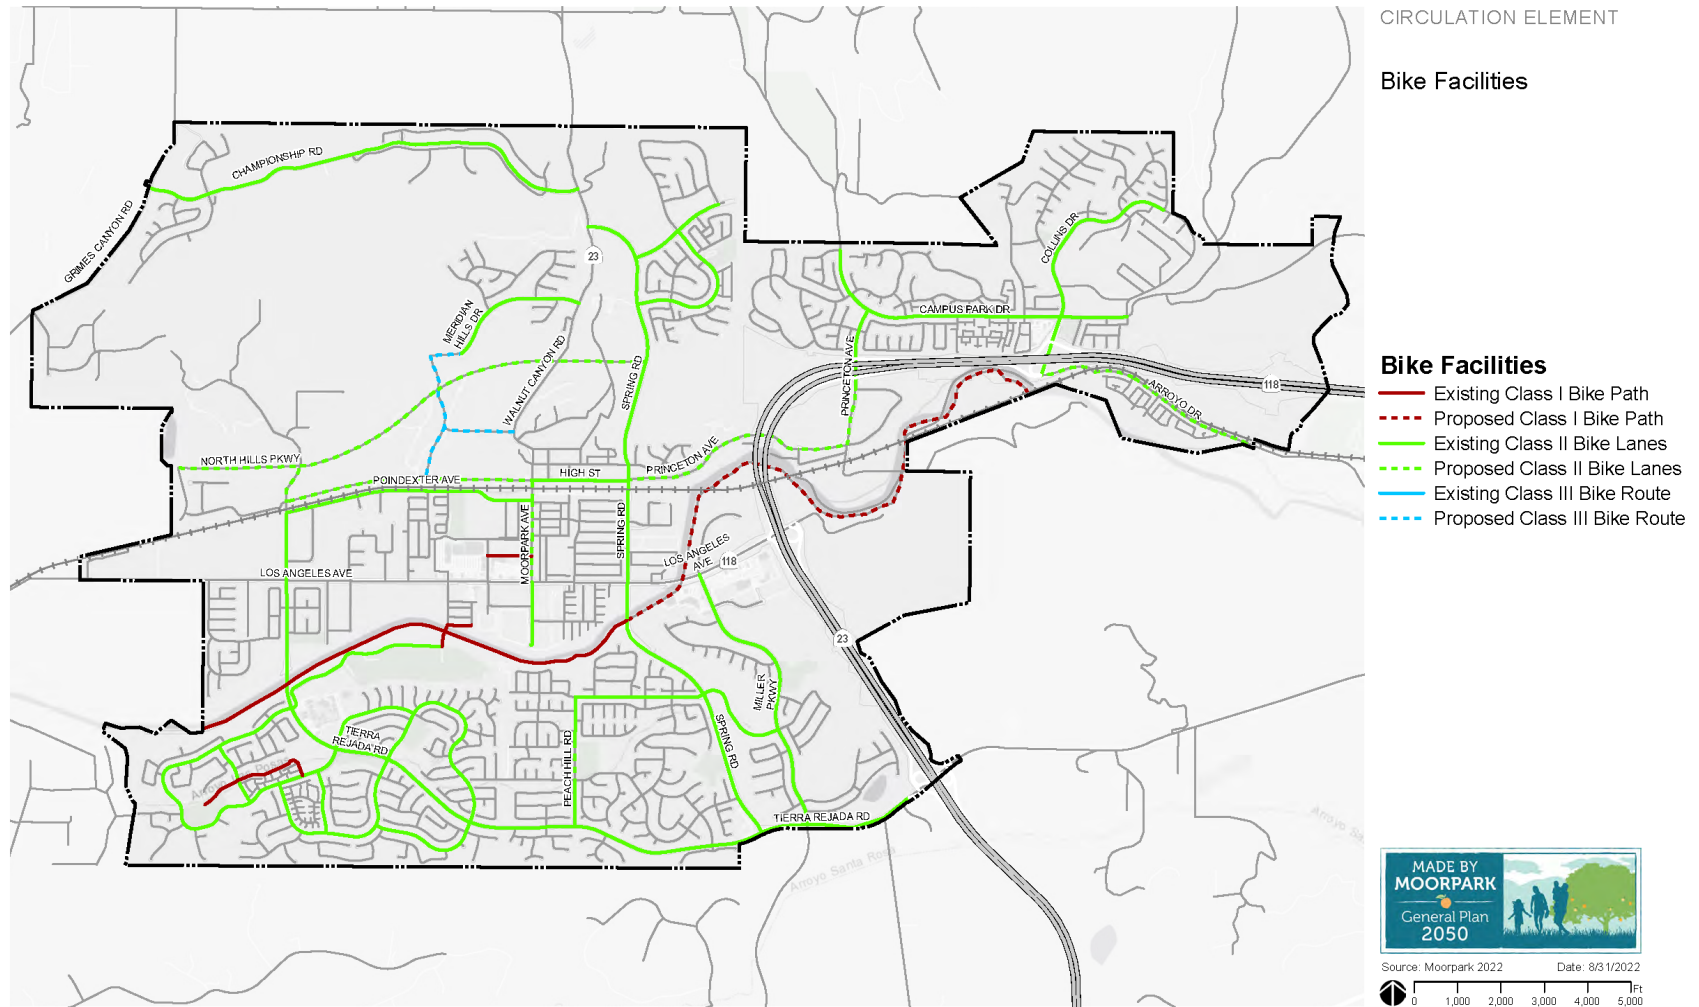 CIRCULATION ELEMENT
Bike Facilities
CHAMPIONSHIP RD
GRIMES CANYON RD
23
COLLINS DR
MERIDIAN
HILLS DR
CAMPUS PARK DR
WALNUT CANYON RD
SPRING RD
PRINCETON AVE
118
ARROYO DR
NORTH HILLS PKWY
HIGH ST
PRINCETON AVE
POINDEXTER AVE
MOORPARK AVE
SPRING RD
LOS ANGELES
AVE
118
LOS ANGELES AVE
23
MILLER
PKWY
TIERRA
REJADA RD
SPRING RD
PEACH HILL RD
TIERRA REJADA RD
Arroyo Santa Rosa
Bike Facilities
Existing Class I Bike Path
Proposed Class I Bike Path
Existing Class II Bike Lanes
Proposed Class II Bike Lanes
Existing Class III Bike Route
Proposed Class III Bike Route
MADE BY
MOORPARK
General Plan
2050
Source: Moorpark 2022 Date: 8/31/2022
Ft
0 1,000 2,000 3,000 4,000 5,000